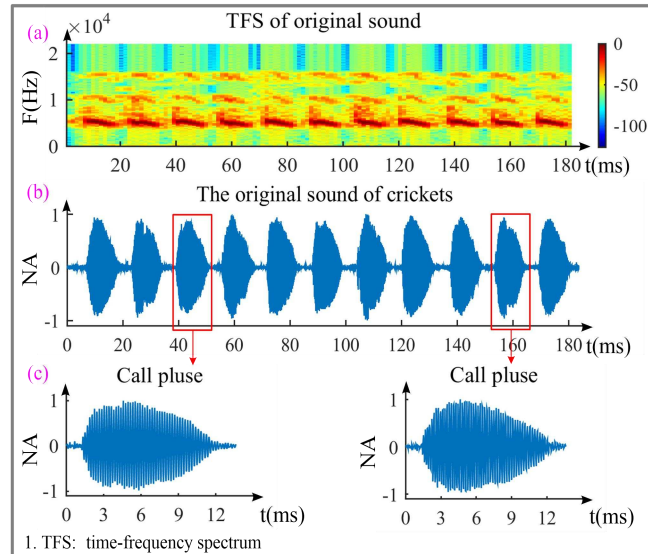 (a) TFS of original sound
×10⁴
2
1
0
F(Hz)
20 40 60 80 100 120 140 160 182 t(ms)
0
-50
-100
(b) The original sound of crickets
1
0
-1
NA
0 20 40 60 80 100 120 140 160 180 t(ms)
(c) Call pluse Call pluse
1 1
0 0
-1 -1
NA NA
0 3 6 9 12 t(ms) 0 3 6 9 12 t(ms)
1. TFS: time-frequency spectrum